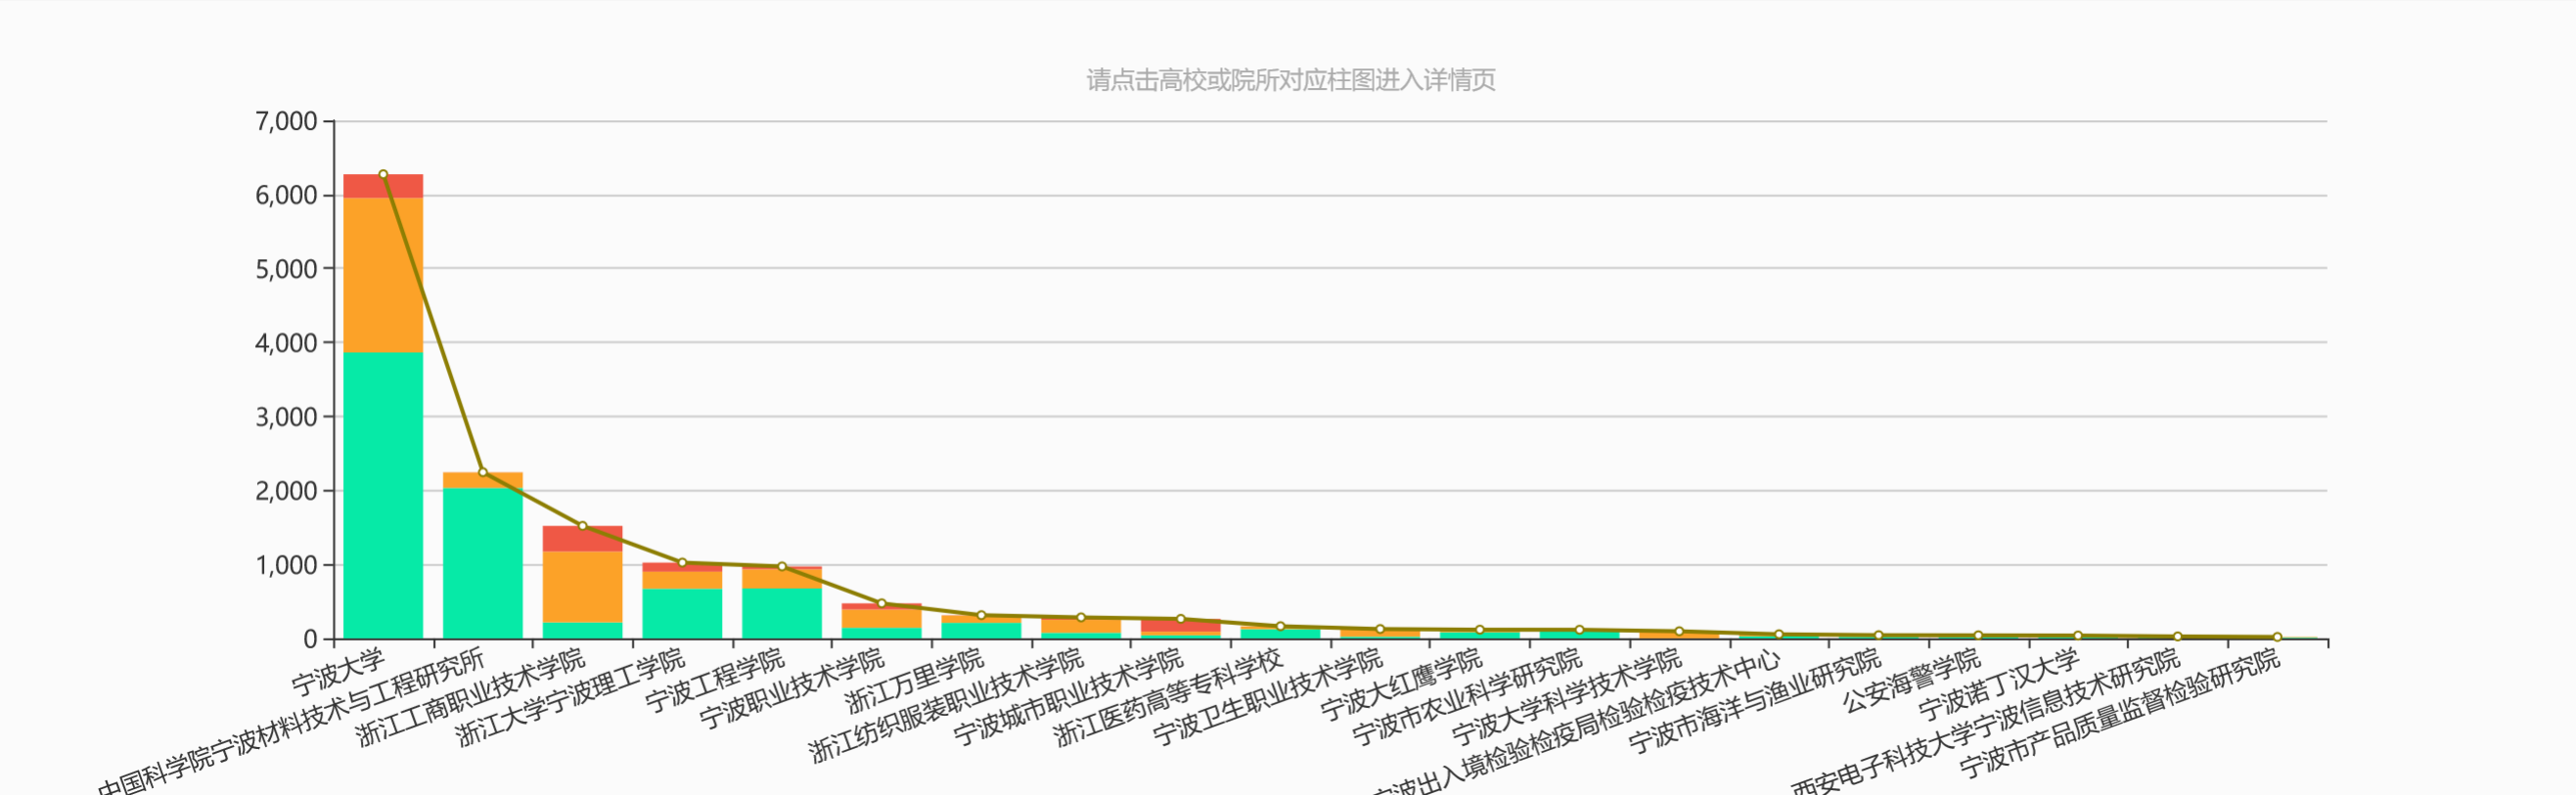 请点击高校或院所对应柱图进入详情页
7,000
6,000
5,000
4,000
3,000
2,000
1,000
0
宁波大学
中国科学院宁波材料技术与工程研究所
浙江工商职业技术学院
浙江大学宁波理工学院
宁波工程学院
宁波职业技术学院
浙江万里学院
浙江纺织服装职业技术学院
宁波城市职业技术学院
浙江医药高等专科学校
宁波卫生职业技术学院
宁波大红鹰学院
宁波市农业科学研究院
宁波大学科学技术学院
宁波出入境检验检疫局检验检疫技术中心
宁波市海洋与渔业研究院
公安海警学院
宁波诺丁汉大学
西安电子科技大学宁波信息技术研究院
宁波市产品质量监督检验研究院